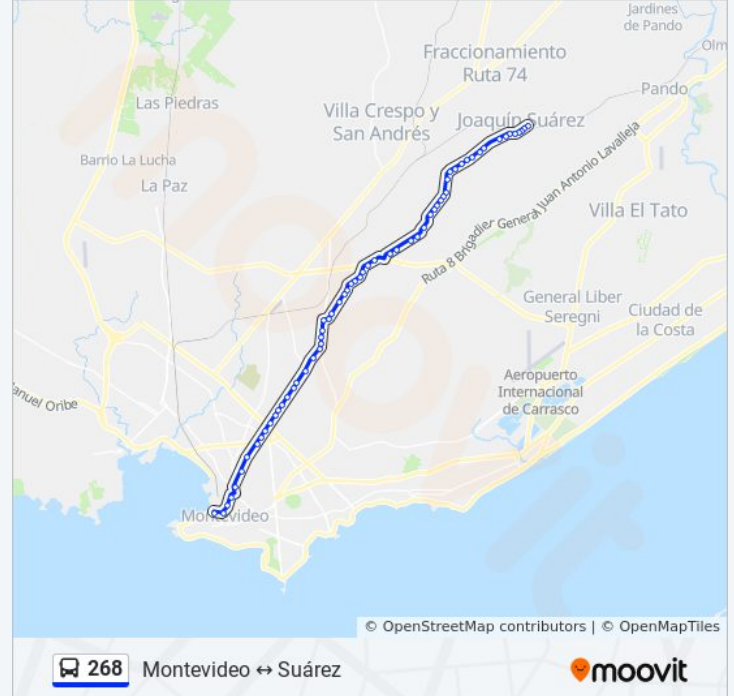 Jardines
de Pando
Olm
Fraccionamiento
Ruta 74
Pando
Las Piedras
Villa Crespo y
San Andrés
Joaquín Suárez
Barrio La Lucha
La Paz
Ruta 8 Brigadier General Juan Antonio Lavalleja
Villa El Tato
General Liber
Seregni
Ciudad de
la Costa
Aeropuerto
Internacional
de Carrasco
anuel Oribe
Montevideo
moovit
© OpenStreetMap contributors | © OpenMapTiles
268 Montevideo ↔ Suárez
moovit